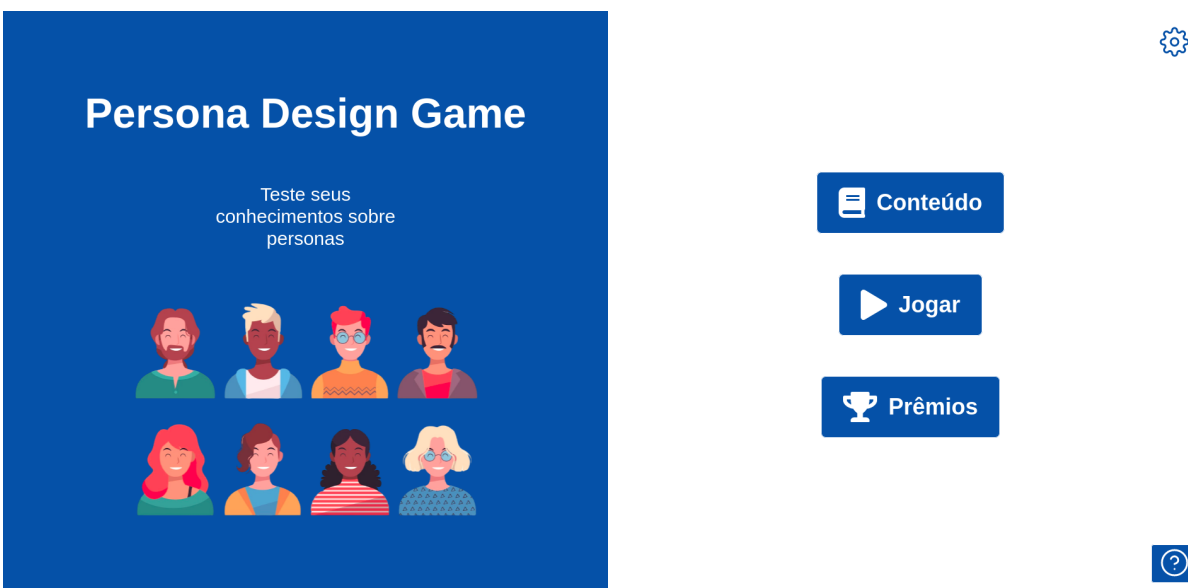 Persona Design Game
Teste seus
conhecimentos sobre
personas
Conteúdo
Jogar
Prêmios